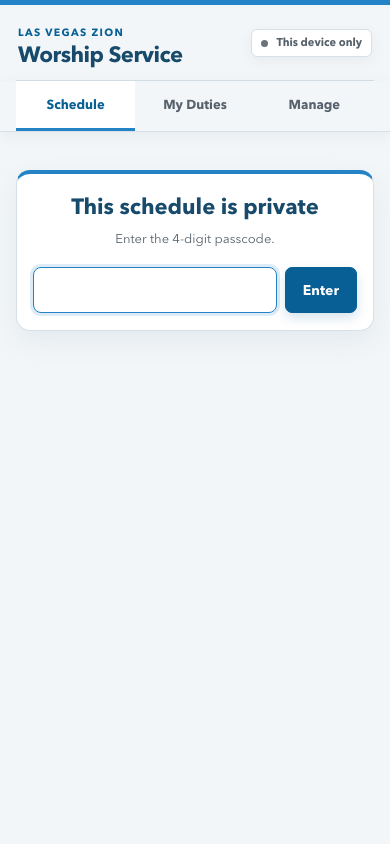 LAS VEGAS ZION
Worship Service
This device only
Schedule
My Duties
Manage
This schedule is private
Enter the 4-digit passcode.
Enter